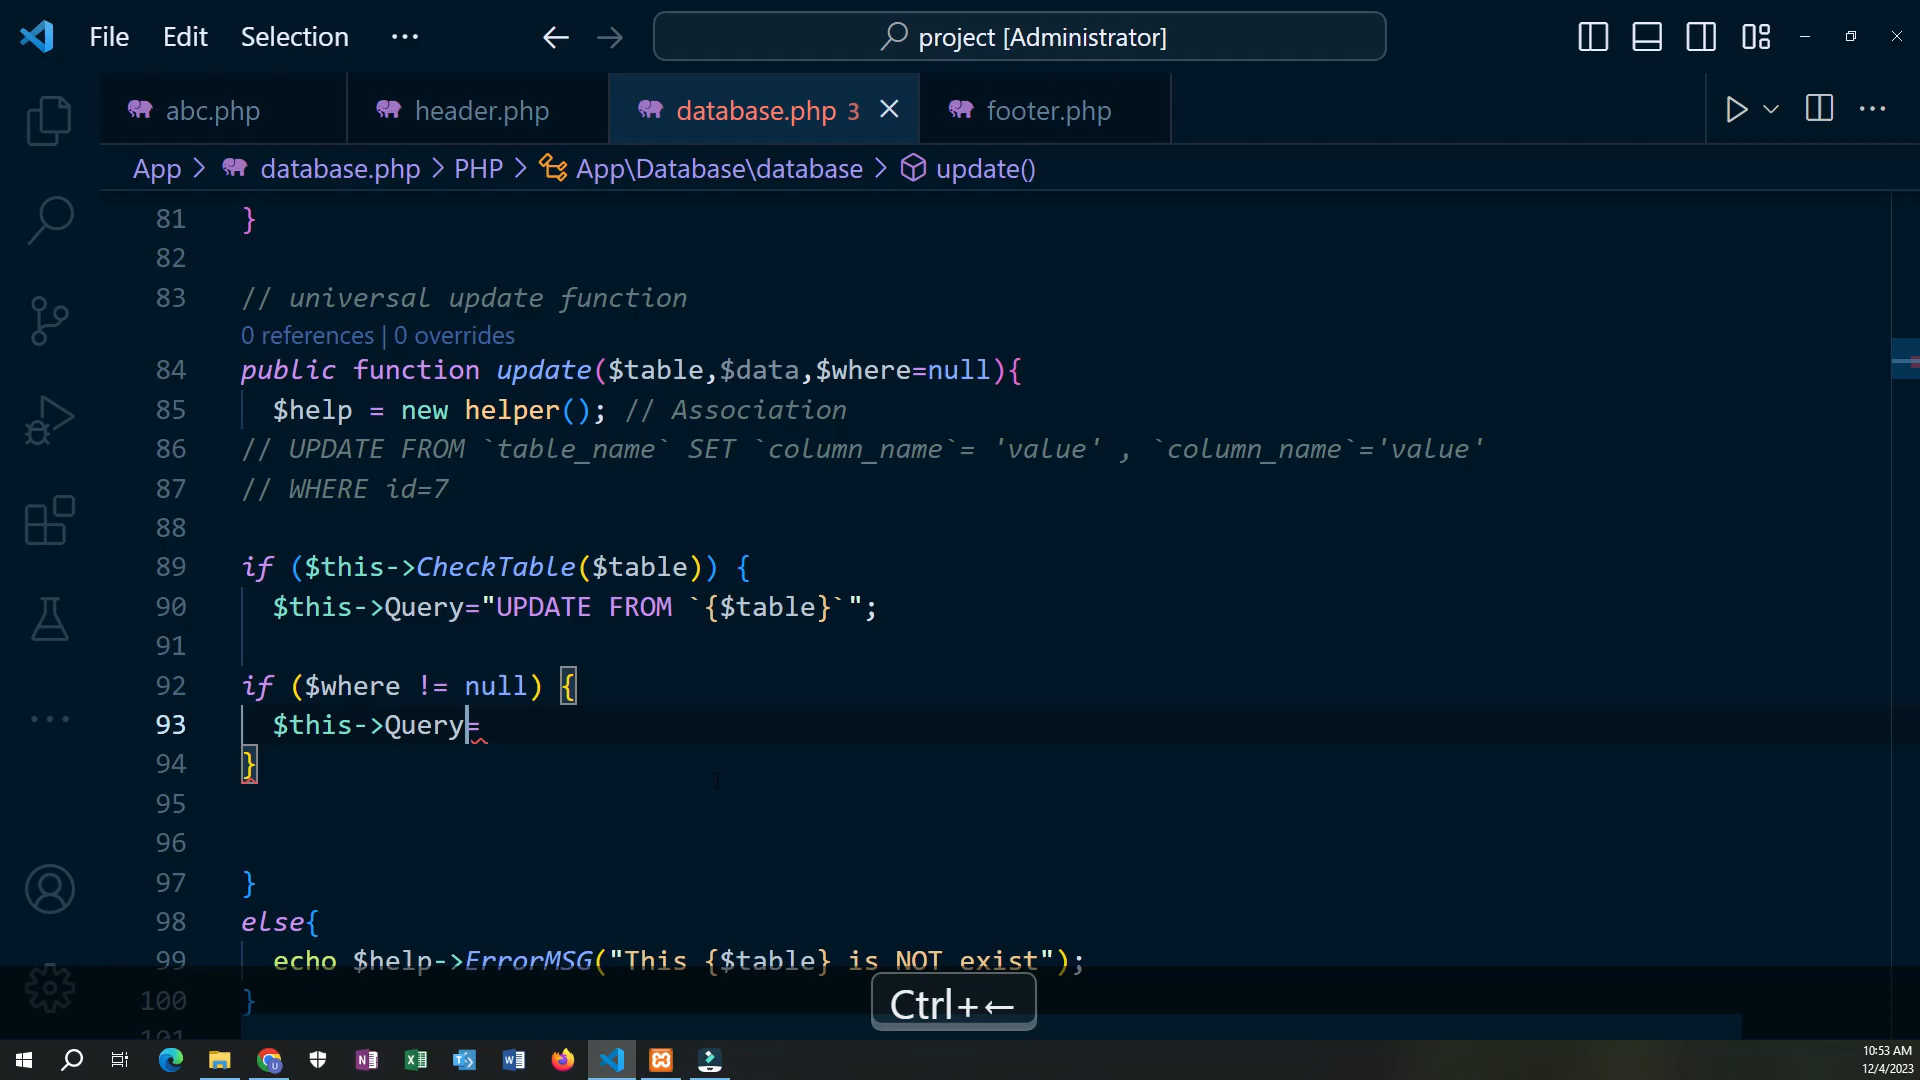 File Edit Selection ··· project [Administrator]
abc.php header.php database.php 3 footer.php
App > database.php > PHP > App\Database\database > update()
81 }
82
83 // universal update function
0 references | 0 overrides
84 public function update($table,$data,$where=null){
85 $help = new helper(); // Association
86 // UPDATE FROM `table_name` SET `column_name`= 'value' , `column_name`='value'
87 // WHERE id=7
88
89 if ($this->CheckTable($table)) {
90 $this->Query="UPDATE FROM `{$table}`";
91
92 if ($where != null) {
93 $this->Query=
94 }
95
96
97 }
98 else{
99 echo $help->ErrorMSG("This {$table} is NOT exist");
100 }
101
Ctrl+←
10:53 AM
12/4/2023